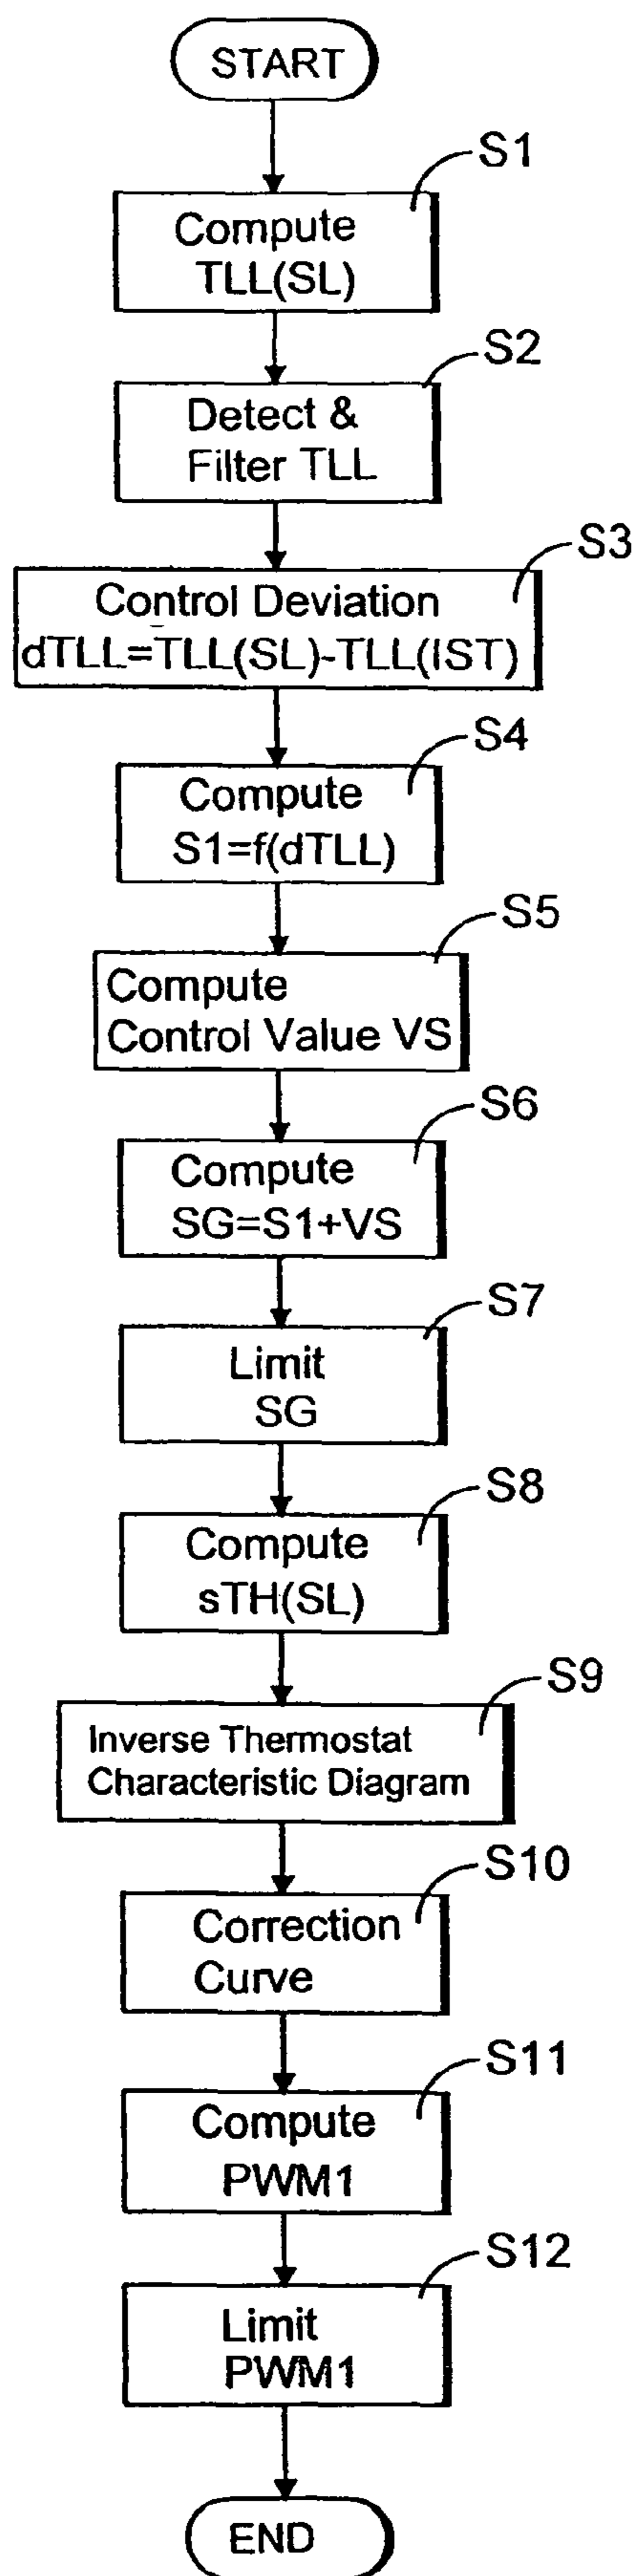 START
S1
Compute
TLL(SL)
S2
Detect &
Filter TLL
S3
Control Deviation
dTLL=TLL(SL)-TLL(IST)
S4
Compute
S1=f(dTLL)
S5
Compute
Control Value VS
S6
Compute
SG=S1+VS
S7
Limit
SG
S8
Compute
sTH(SL)
S9
Inverse Thermostat
Characteristic Diagram
S10
Correction
Curve
S11
Compute
PWM1
S12
Limit
PWM1
END